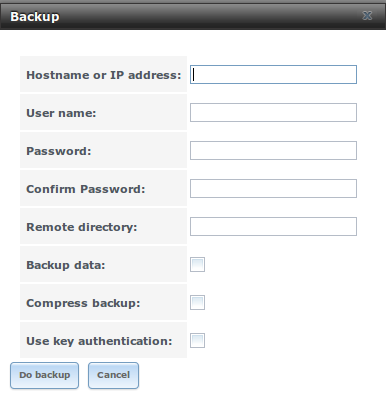 Backup
Hostname or IP address:
User name:
Password:
Confirm Password:
Remote directory:
Backup data:
Compress backup:
Use key authentication:
Do backup Cancel